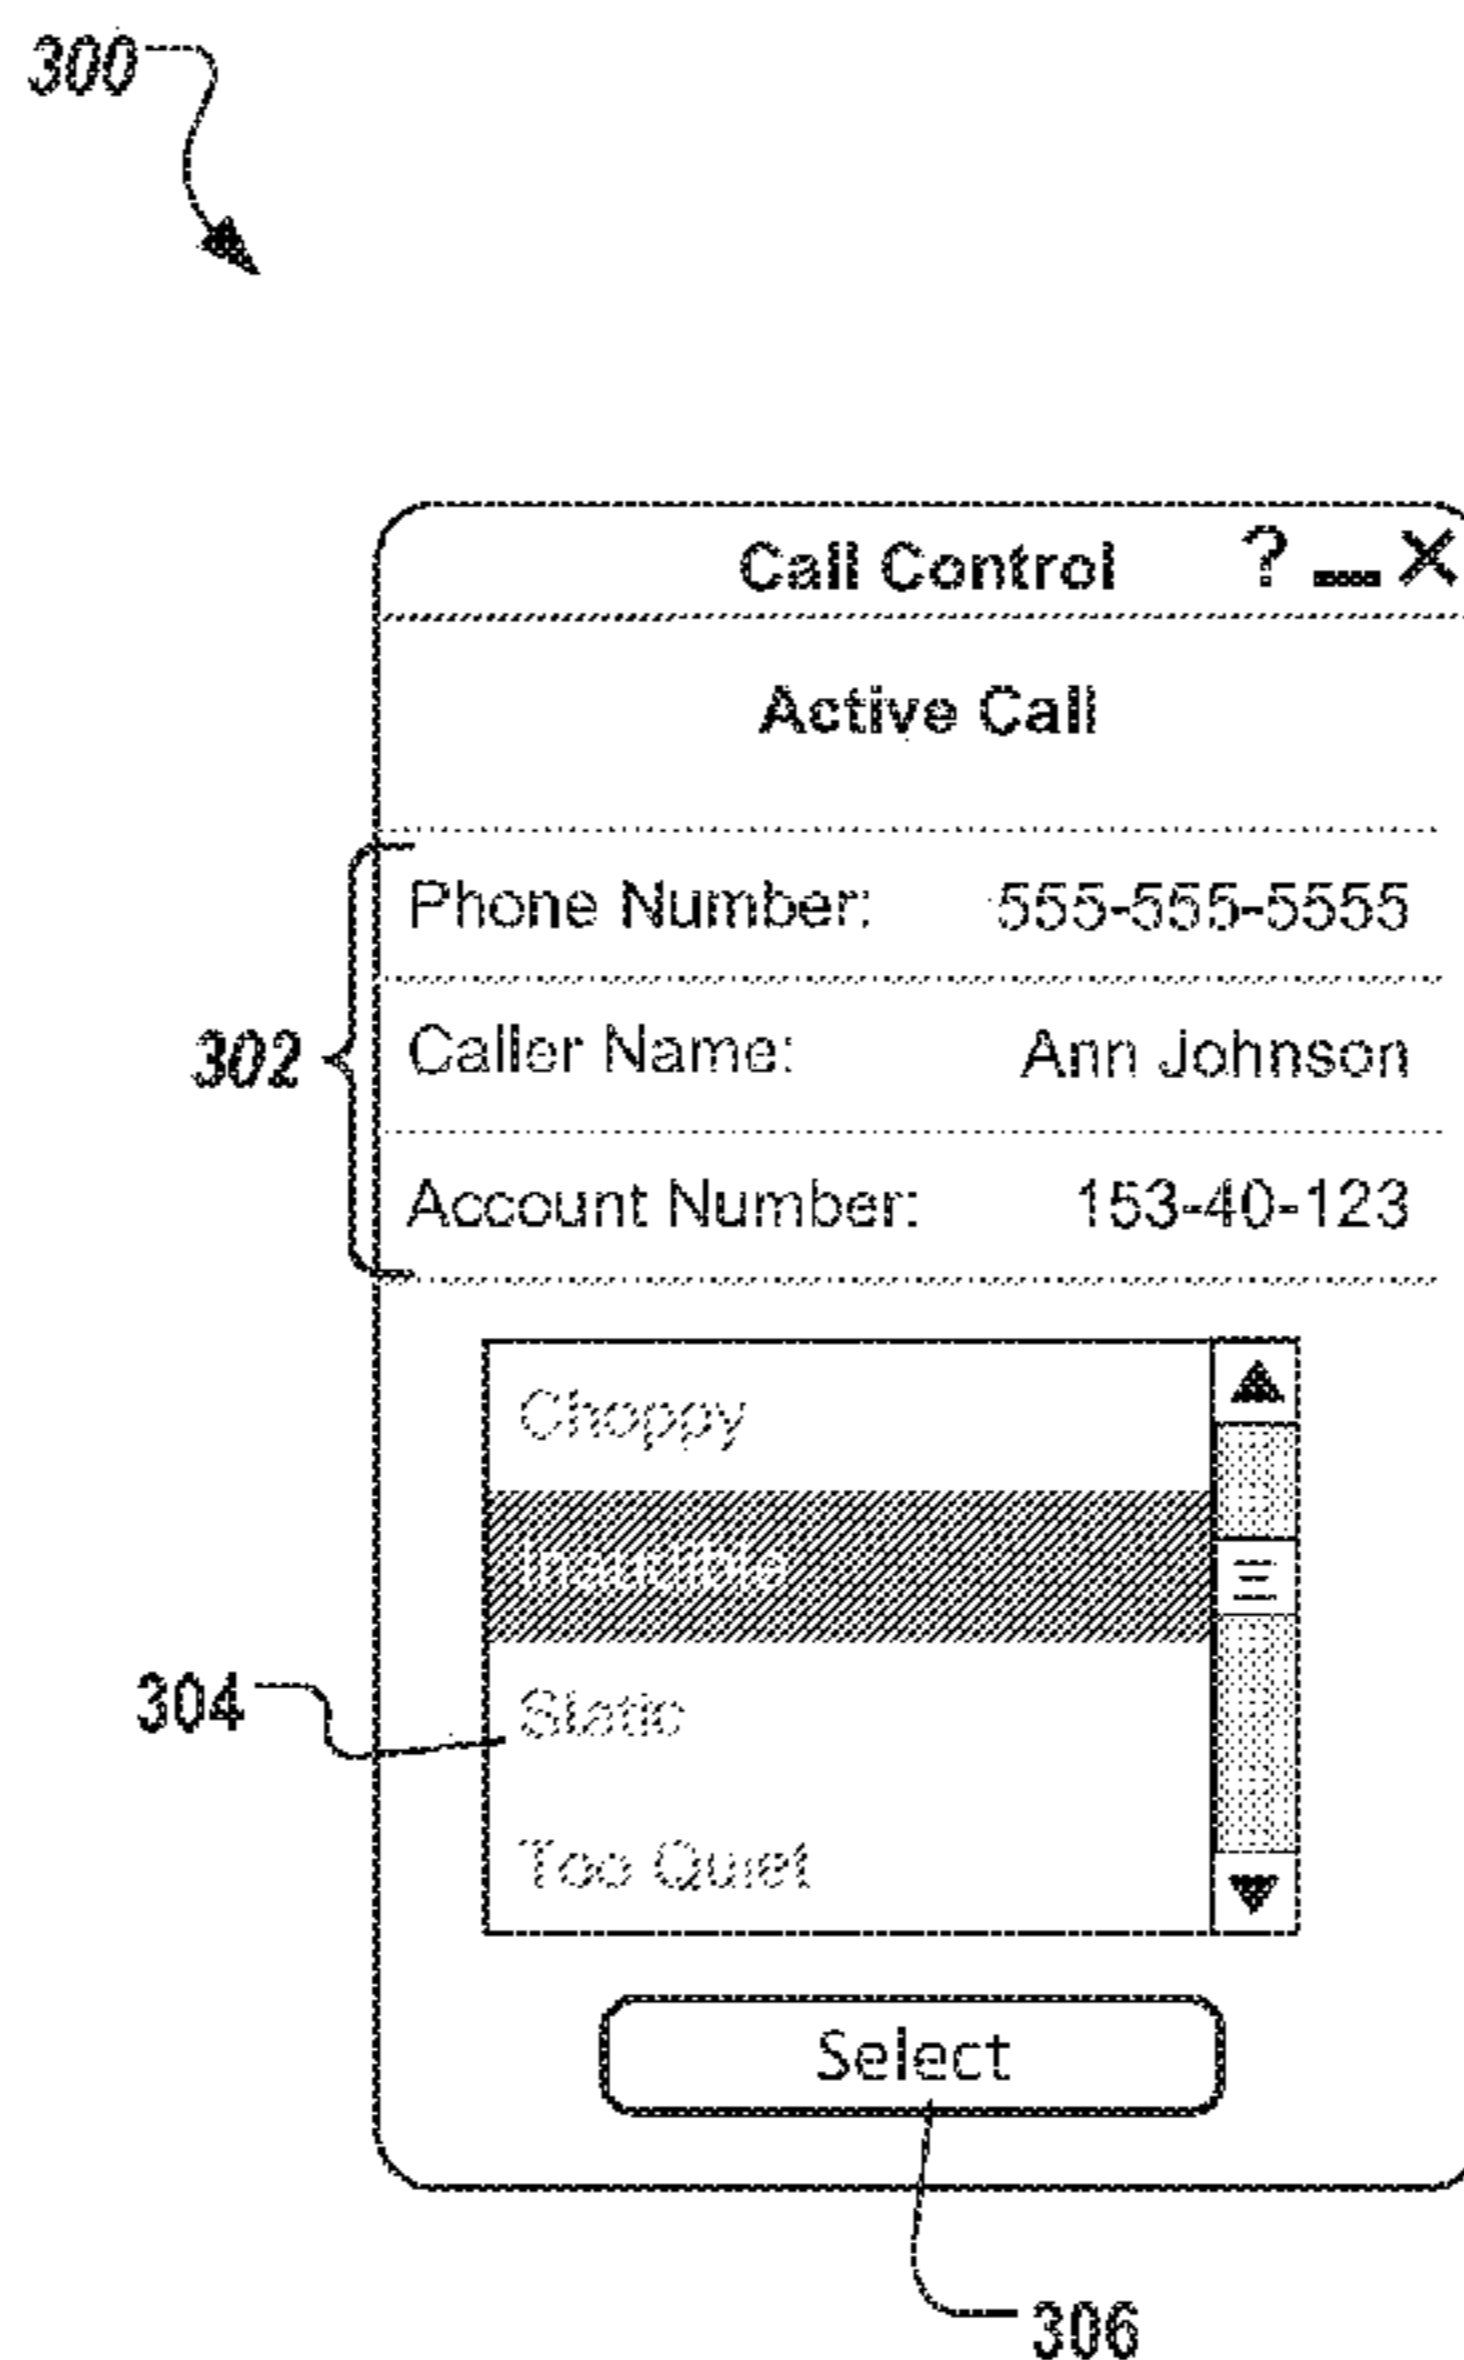 300
Call Control ? _ X
Active Call
Phone Number: 555-555-5555
302
Caller Name: Ann Johnson
Account Number: 153-40-123
Choppy
Inaudible
304
Static
Too Quiet
Select
306